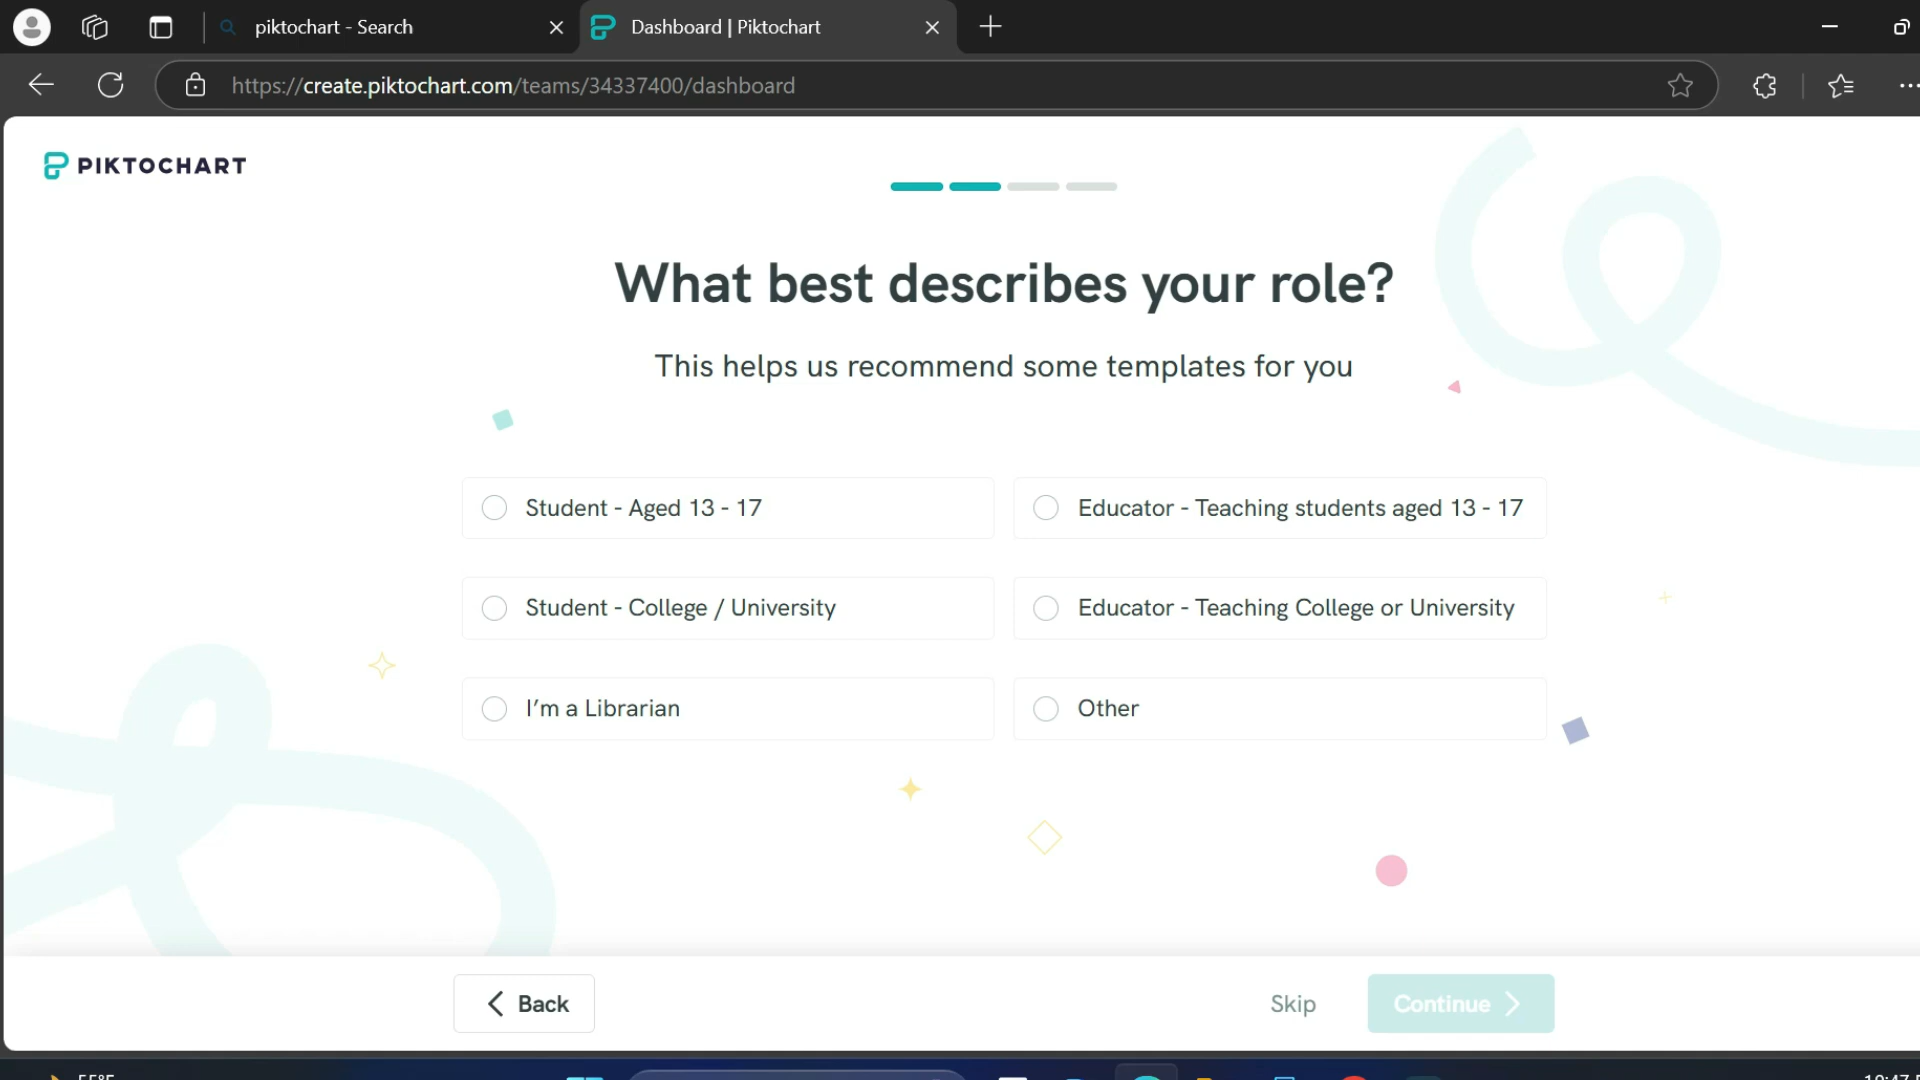 piktochart - Search
Dashboard | Piktochart
https://create.piktochart.com/teams/34337400/dashboard
PIKTOCHART
What best describes your role?
This helps us recommend some templates for you
Student - Aged 13 - 17
Educator - Teaching students aged 13 - 17
Student - College / University
Educator - Teaching College or University
I’m a Librarian
Other
Back
Skip
Continue